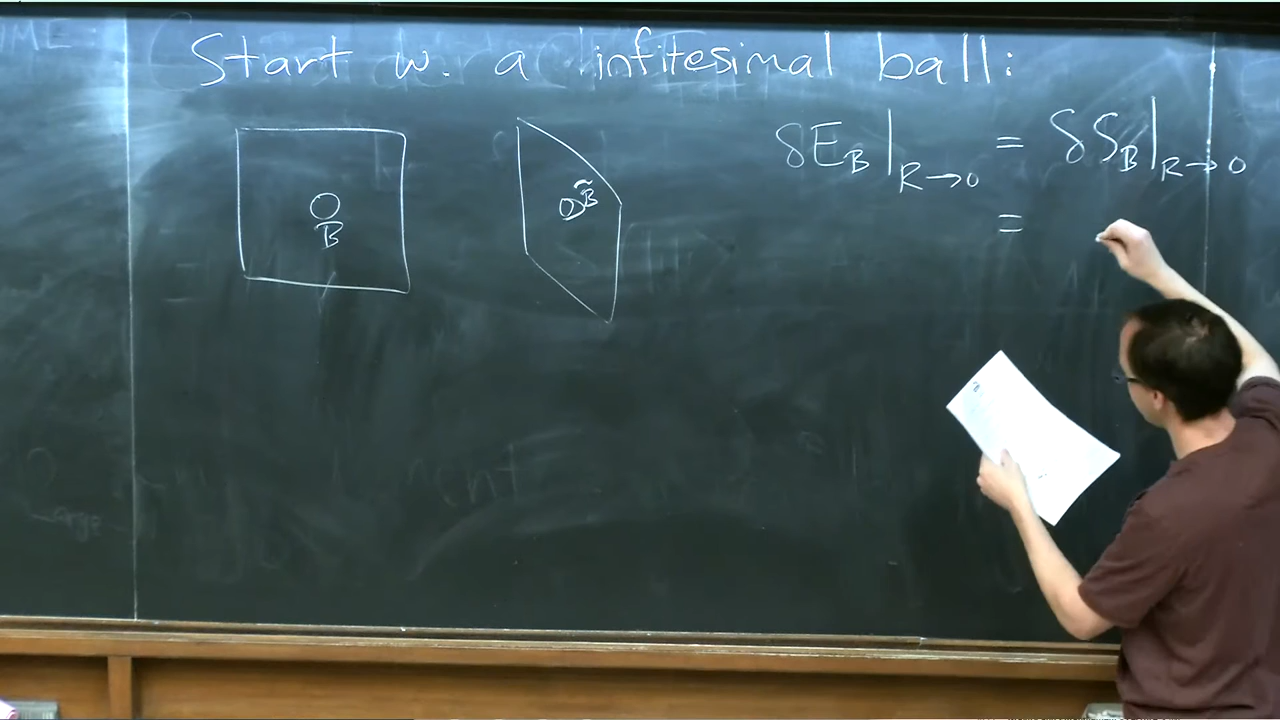 Start w. a infitesimal ball:
δE_B|_{R→0} = δS_B|_{R→0}
=
B
B̃